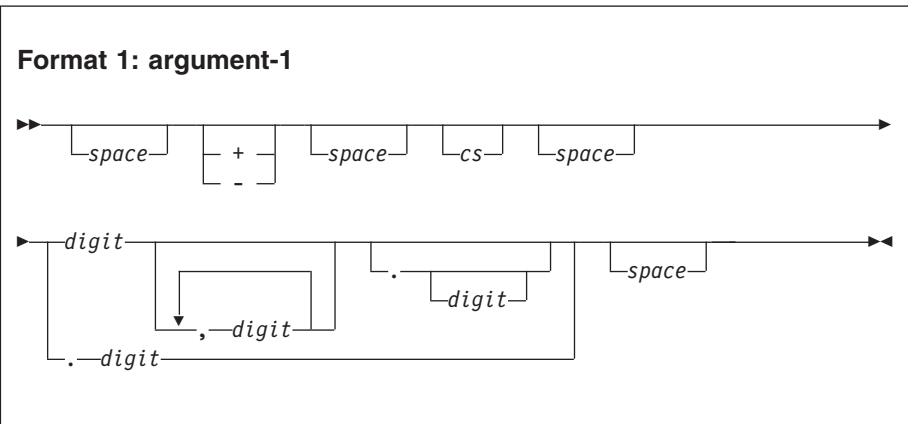 Format 1: argument-1
space + space cs space
-
digit . space
digit
, digit
. digit